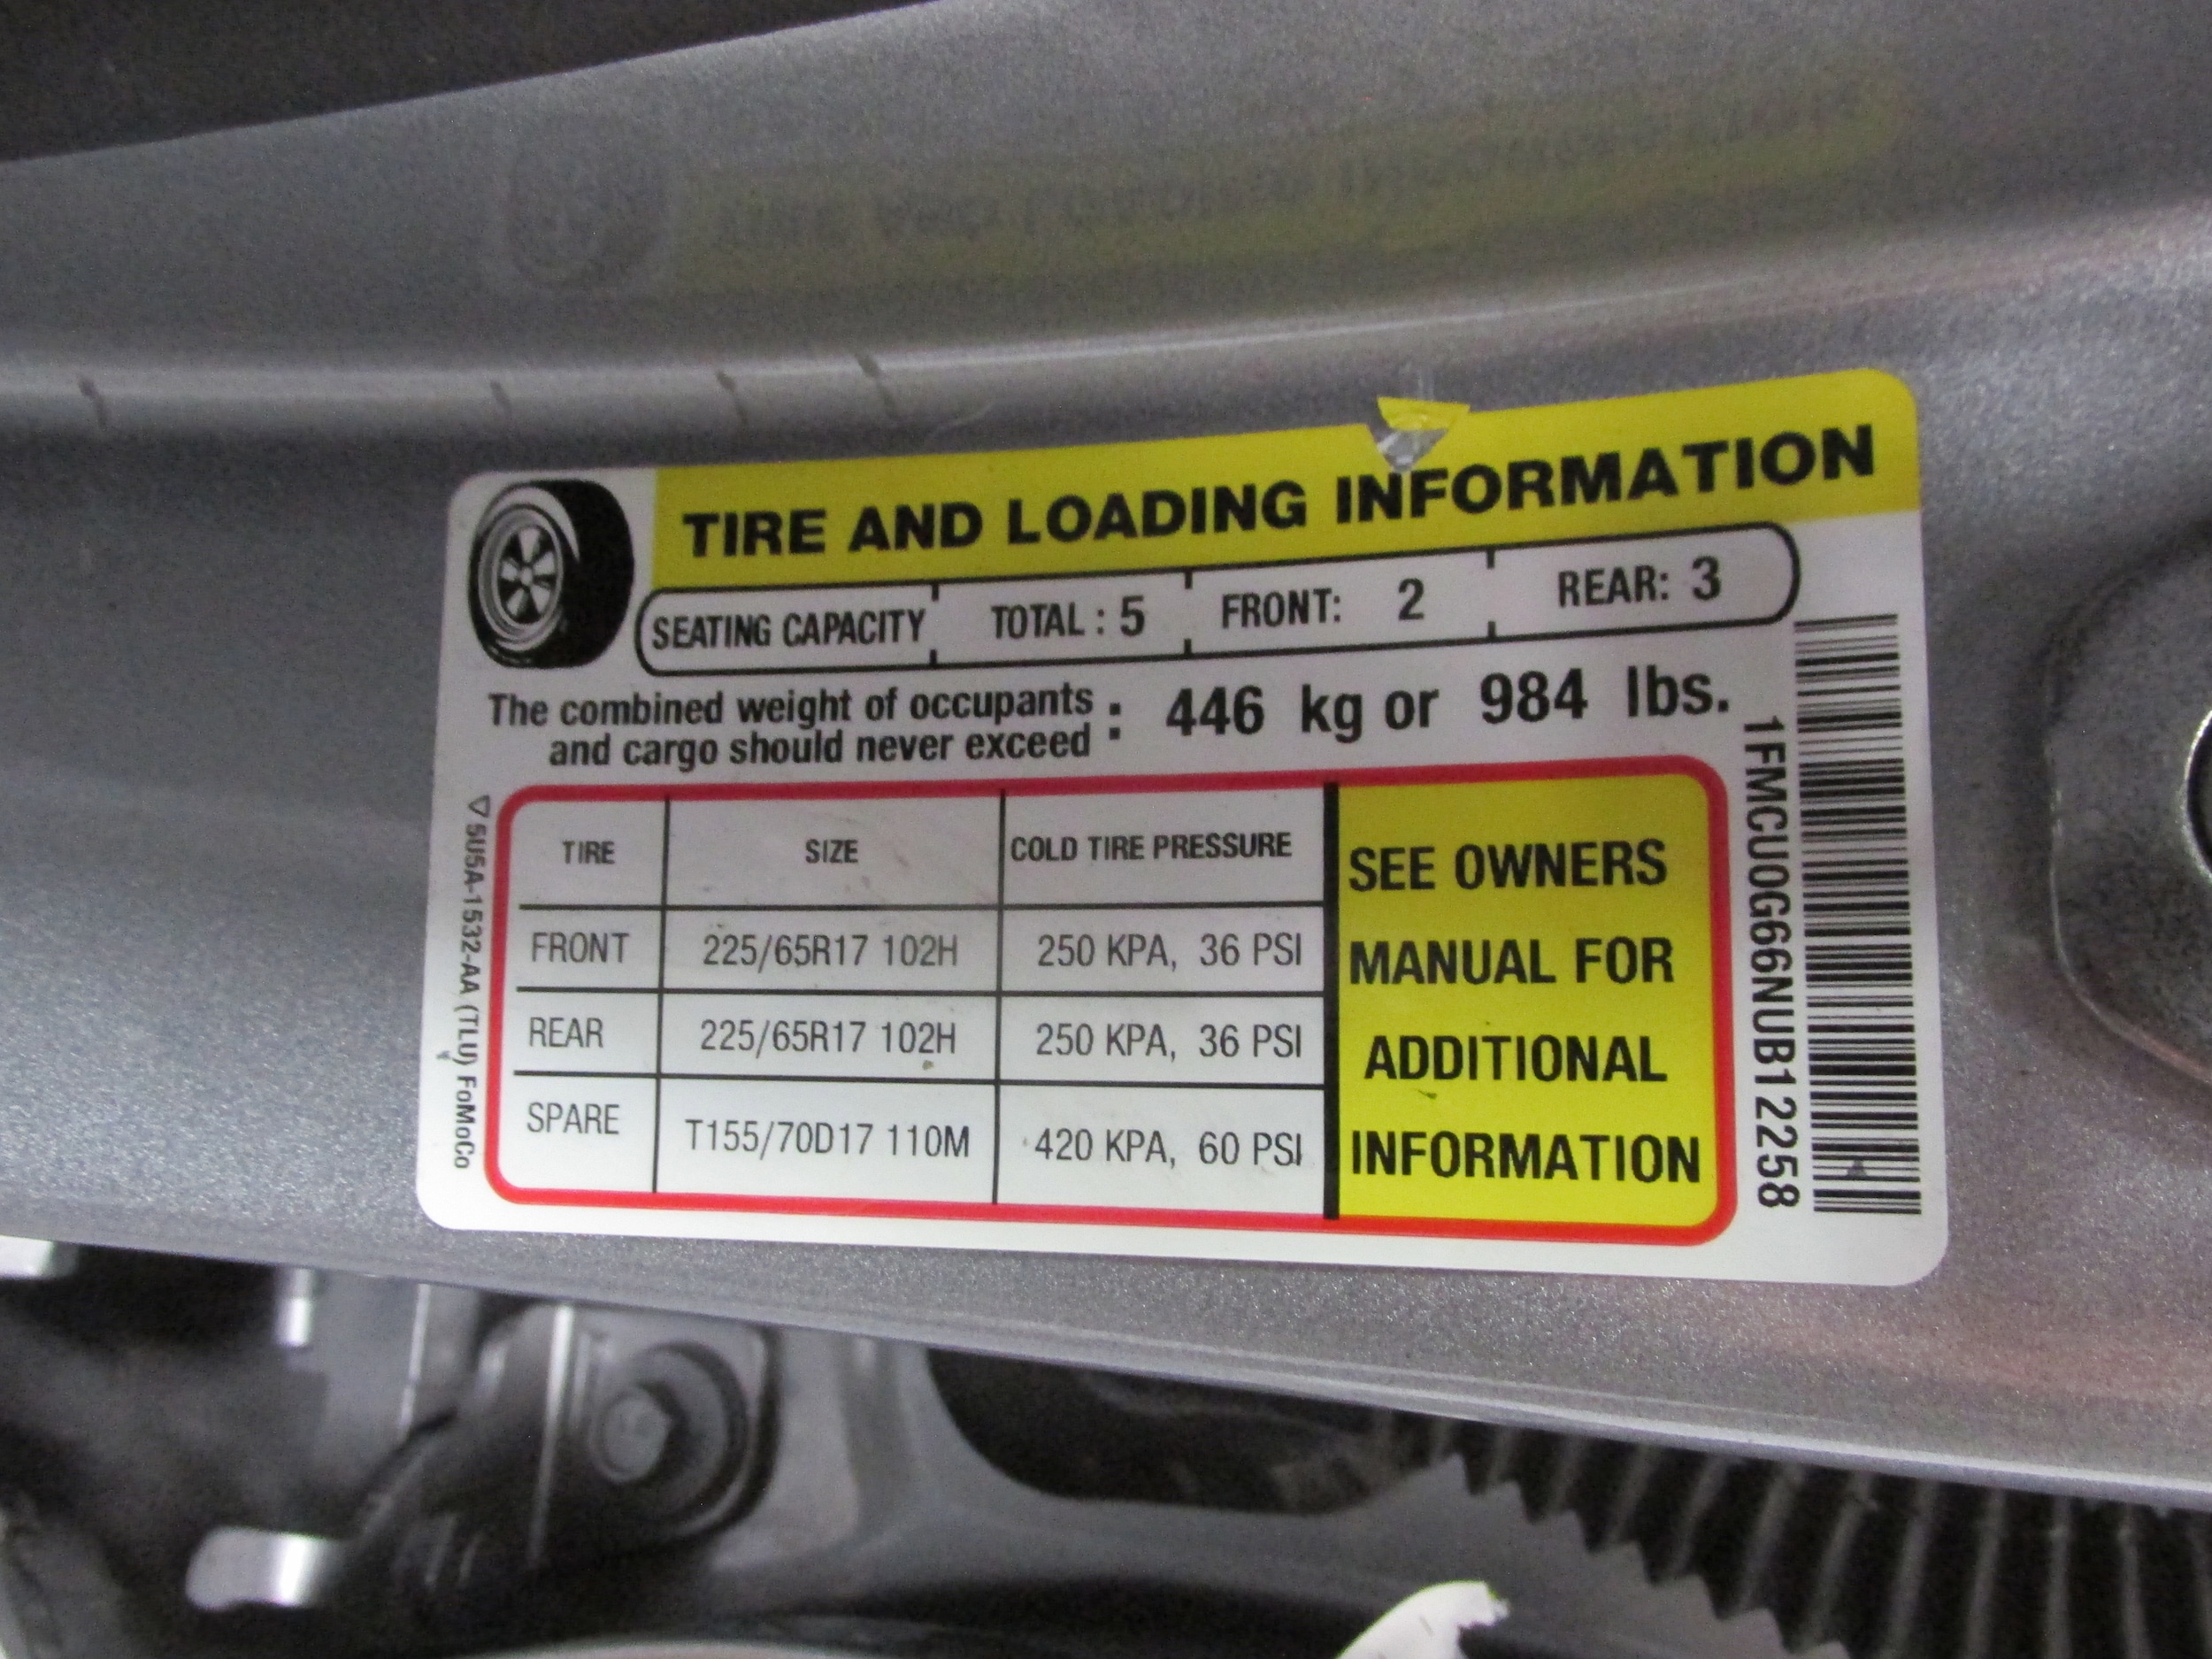 TIRE AND LOADING INFORMATION
SEATING CAPACITY TOTAL : 5 FRONT: 2 REAR: 3
The combined weight of occupants
and cargo should never exceed : 446 kg or 984 lbs.
TIRE SIZE COLD TIRE PRESSURE
FRONT 225/65R17 102H 250 KPA, 36 PSI
REAR 225/65R17 102H 250 KPA, 36 PSI
SPARE T155/70D17 110M 420 KPA, 60 PSI
SEE OWNERS
MANUAL FOR
ADDITIONAL
INFORMATION
1FMCU0G66NUB12258
5U5A-1532-AA (TLU) FoMoCo